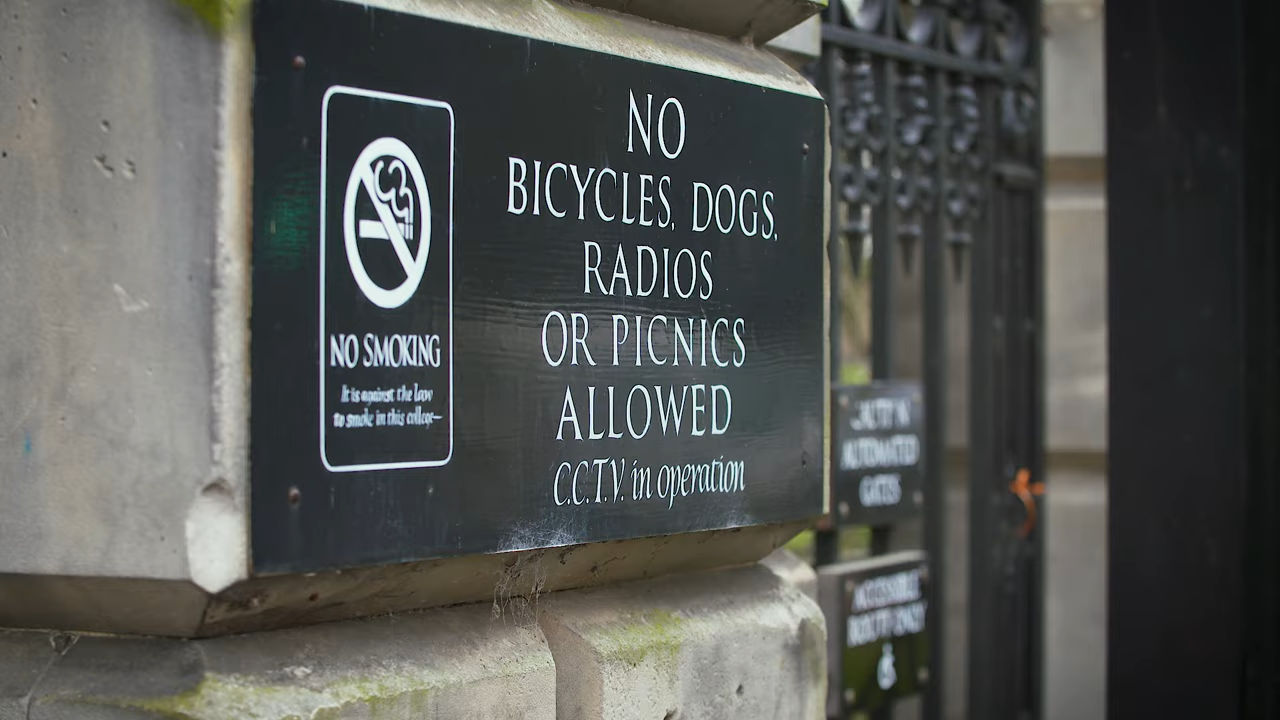 NO
BICYCLES, DOGS,
RADIOS
OR PICNICS
ALLOWED
C.C.T.V. in operation
NO SMOKING
It is against the law
to smoke in this college
AUTOMATED
GATES
ACCESSIBLE
ROUTE ONLY